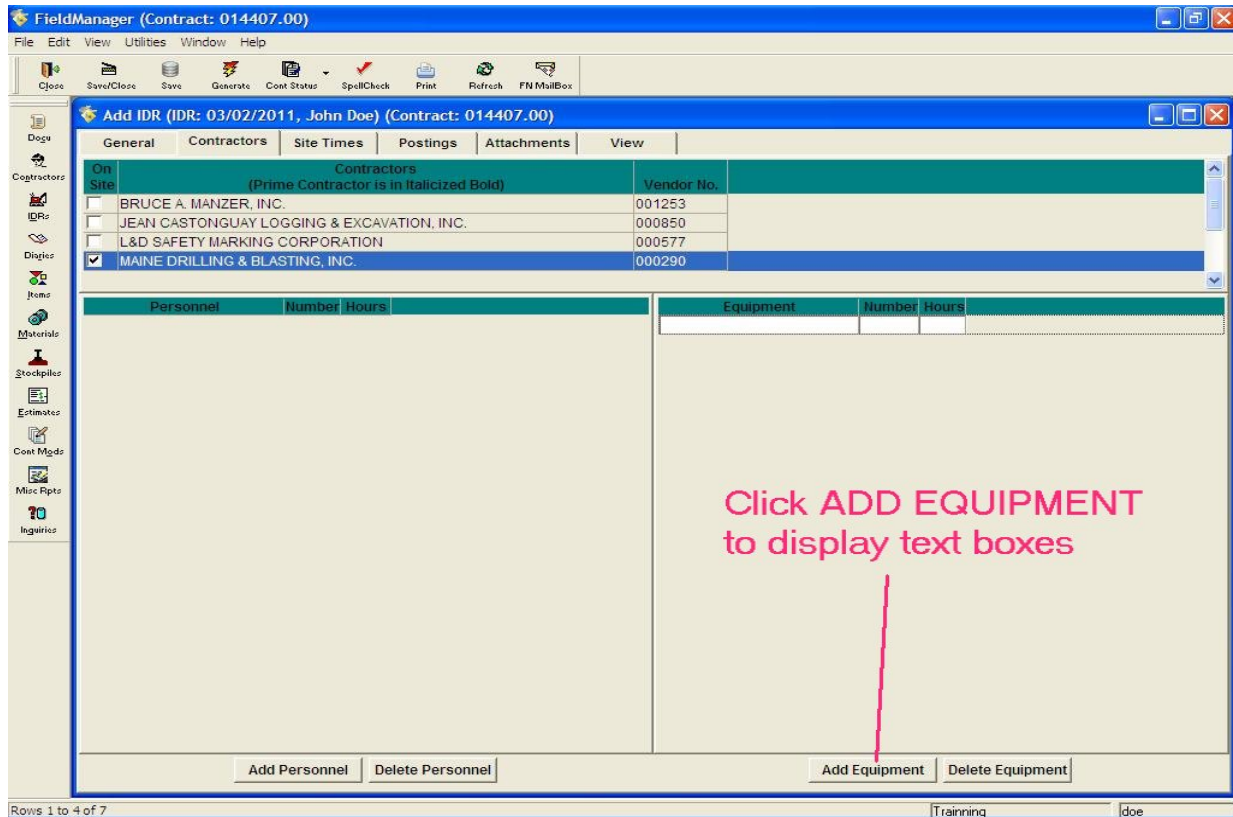 FieldManager (Contract: 014407.00)
File Edit View Utilities Window Help
Close Save/Close Save Generate Cont Status SpellCheck Print Refresh FN MailBox
Add IDR (IDR: 03/02/2011, John Doe) (Contract: 014407.00)
General Contractors Site Times Postings Attachments View
On Site
Contractors
(Prime Contractor is in Italicized Bold)
Vendor No.
BRUCE A. MANZER, INC. 001253
JEAN CASTONGUAY LOGGING & EXCAVATION, INC. 000850
L&D SAFETY MARKING CORPORATION 000577
MAINE DRILLING & BLASTING, INC. 000290
Personnel Number Hours
Equipment Number Hours
Docu
Contractors
IDRs
Diaries
Items
Materials
Stockpiles
Estimates
Cont Mods
Misc Rpts
Inquiries
Click ADD EQUIPMENT
to display text boxes
Add Personnel Delete Personnel
Add Equipment Delete Equipment
Rows 1 to 4 of 7 Trainning doe